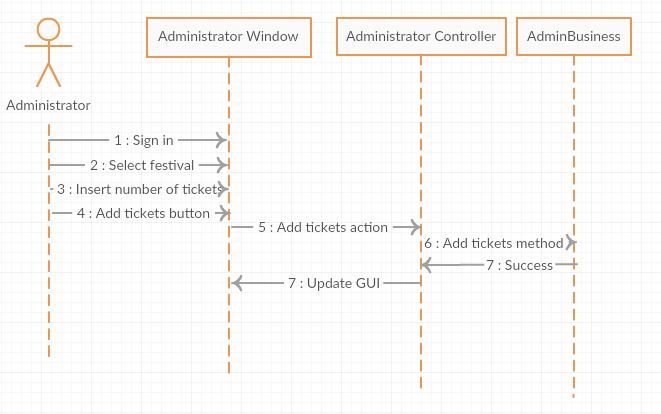 Administrator Window
Administrator Controller
AdminBusiness
Administrator
1 : Sign in
2 : Select festival
3 : Insert number of tickets
4 : Add tickets button
5 : Add tickets action
6 : Add tickets method
7 : Success
7 : Update GUI